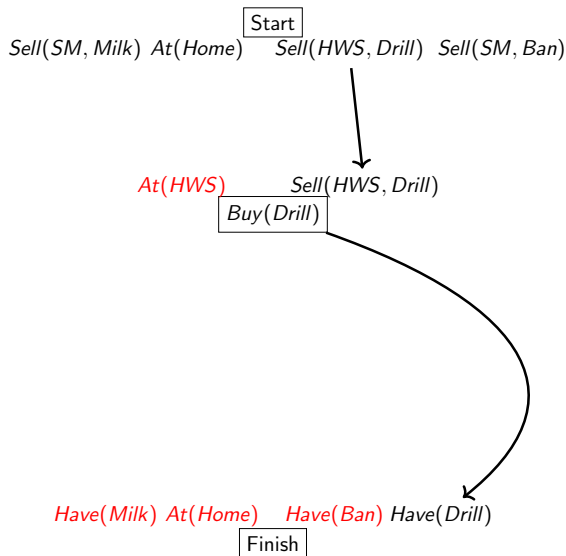 Start
Sell(SM, Milk) At(Home) Sell(HWS, Drill) Sell(SM, Ban)
At(HWS) Sell(HWS, Drill)
Buy(Drill)
Have(Milk) At(Home) Have(Ban) Have(Drill)
Finish